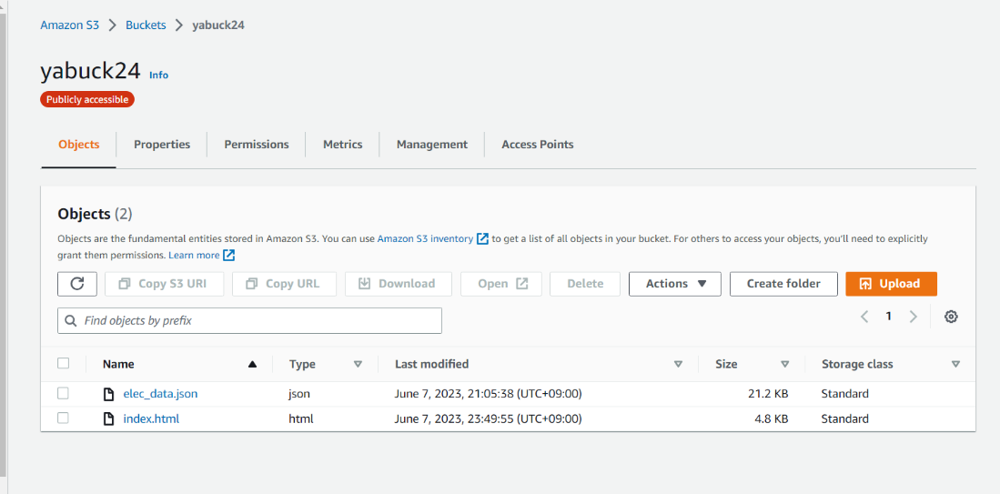 Amazon S3 > Buckets > yabuck24
yabuck24 Info
Publicly accessible
Objects Properties Permissions Metrics Management Access Points
Objects (2)
Objects are the fundamental entities stored in Amazon S3. You can use Amazon S3 inventory to get a list of all objects in your bucket. For others to access your objects, you'll need to explicitly
grant them permissions. Learn more
Copy S3 URI Copy URL Download Open Delete Actions Create folder Upload
Find objects by prefix
1
Name Type Last modified Size Storage class
elec_data.json json June 7, 2023, 21:05:38 (UTC+09:00) 21.2 KB Standard
index.html html June 7, 2023, 23:49:55 (UTC+09:00) 4.8 KB Standard